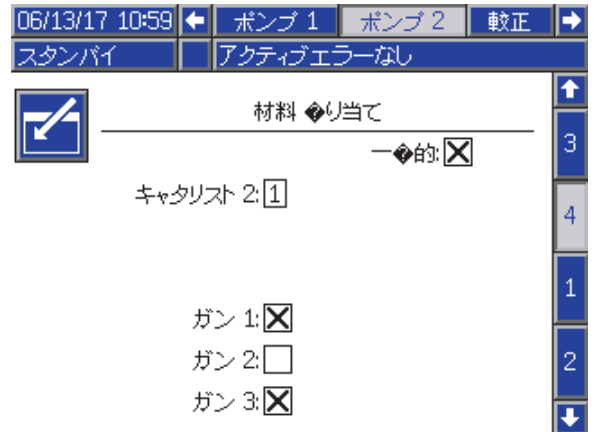 06/13/17 10:59 ポンプ 1 ポンプ 2 較正
スタンバイ アクティブエラーなし
材料 �り当て
一�的:
キャタリスト 2: 1
ガン 1:
ガン 2:
ガン 3:
3
4
1
2